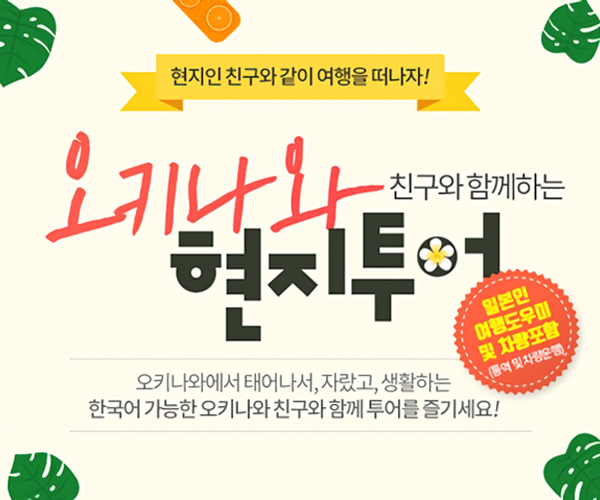 현지인 친구와 같이 여행을 떠나자!
오키나와 친구와 함께하는
현지투어
일본인
여행도우미
및 차량포함
(통역 및 차량운행)
오키나와에서 태어나서, 자랐고, 생활하는
한국어 가능한 오키나와 친구와 함께 투어를 즐기세요!